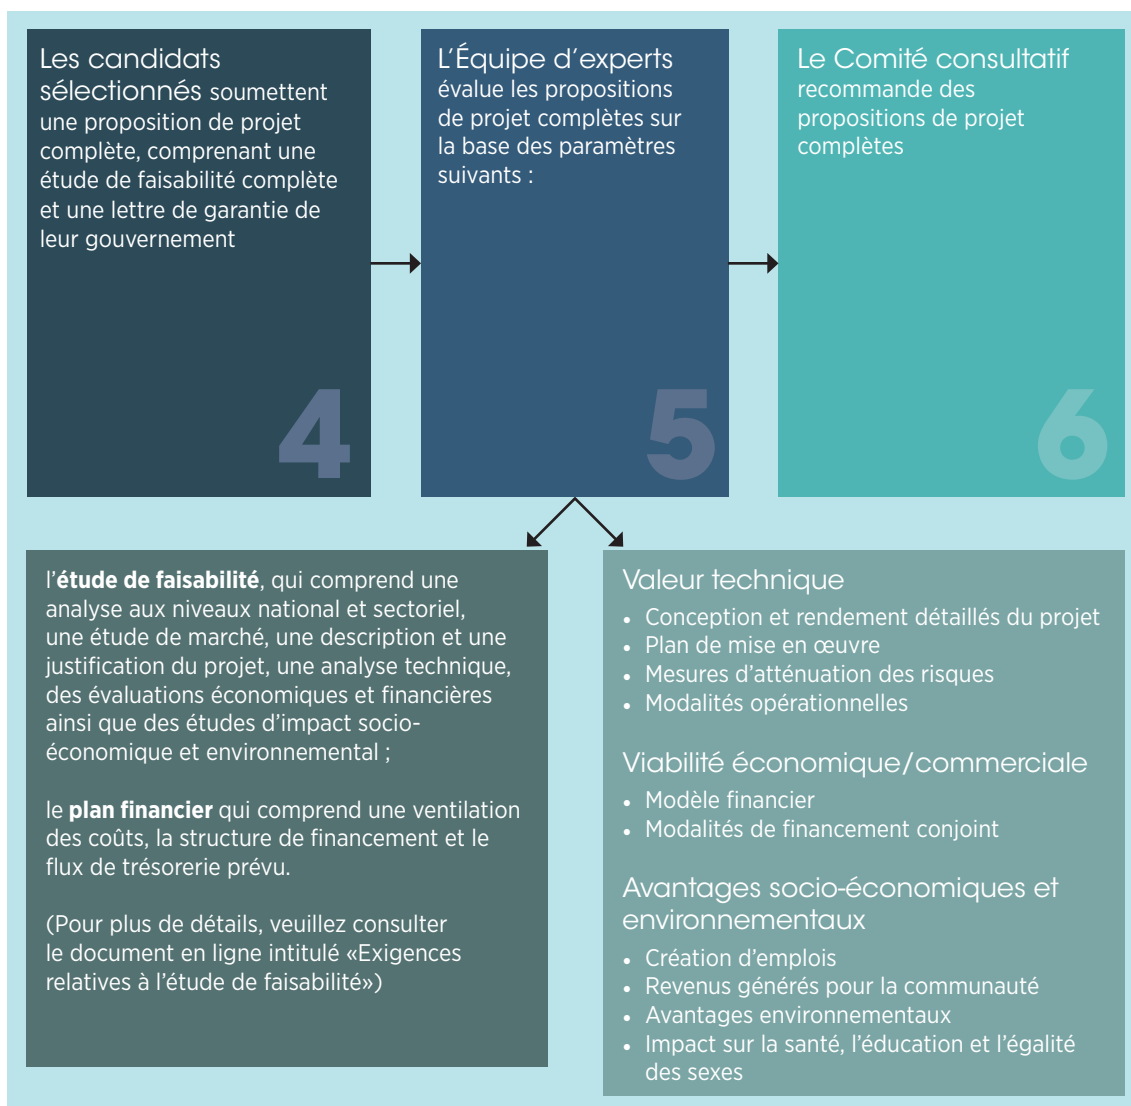 Les candidats
sélectionnés soumettent
une proposition de projet
complète, comprenant une
étude de faisabilité complète
et une lettre de garantie de
leur gouvernement
4
L’Équipe d’experts
évalue les propositions
de projet complètes sur
la base des paramètres
suivants :
5
Le Comité consultatif
recommande des
propositions de projet
complètes
6
l’étude de faisabilité, qui comprend une
analyse aux niveaux national et sectoriel,
une étude de marché, une description et une
justification du projet, une analyse technique,
des évaluations économiques et financières
ainsi que des études d’impact socio-
économique et environnemental ;
le plan financier qui comprend une ventilation
des coûts, la structure de financement et le
flux de trésorerie prévu.
(Pour plus de détails, veuillez consulter
le document en ligne intitulé «Exigences
relatives à l’étude de faisabilité»)
Valeur technique
• Conception et rendement détaillés du projet
• Plan de mise en œuvre
• Mesures d’atténuation des risques
• Modalités opérationnelles
Viabilité économique/commerciale
• Modèle financier
• Modalités de financement conjoint
Avantages socio-économiques et
environnementaux
• Création d’emplois
• Revenus générés pour la communauté
• Avantages environnementaux
• Impact sur la santé, l’éducation et l’égalité
des sexes